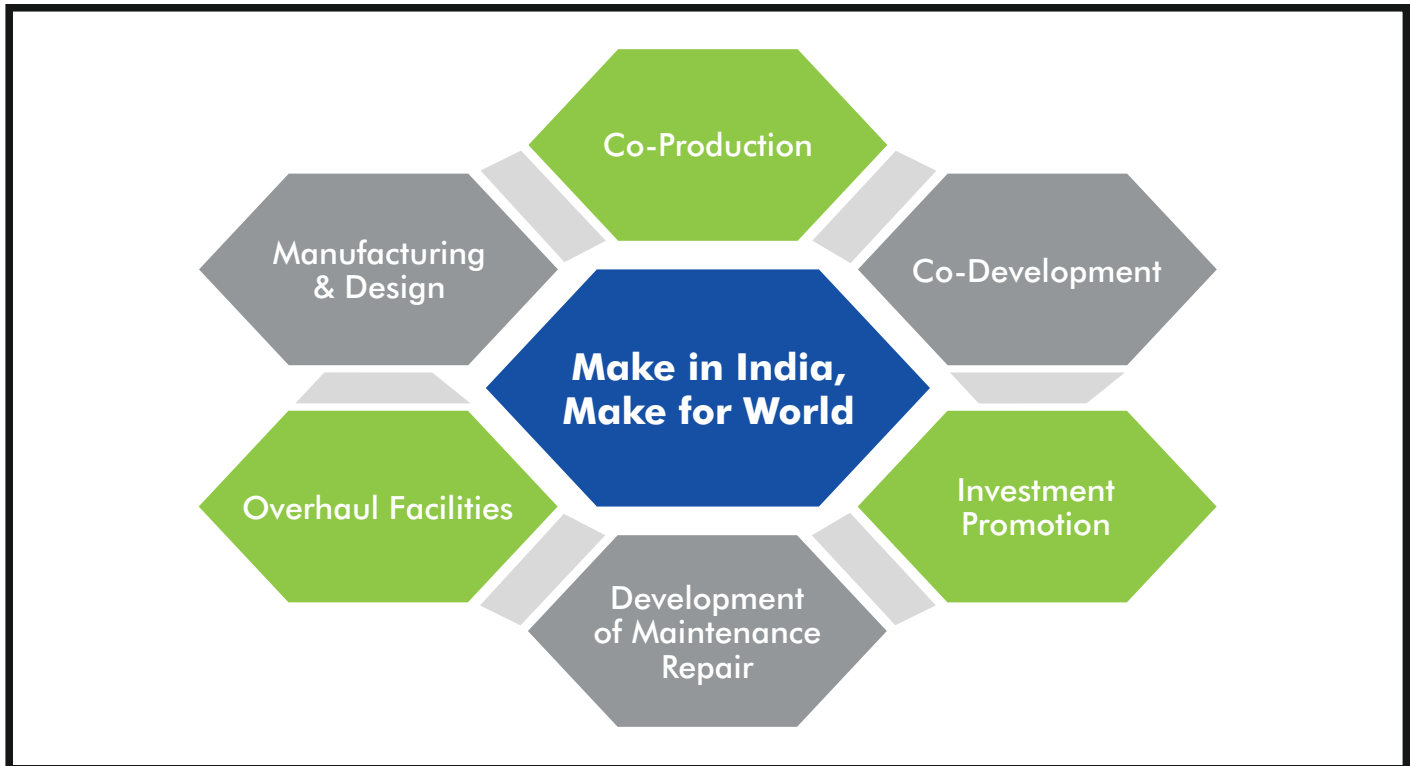 Co-Production
Manufacturing
& Design
Co-Development
Make in India,
Make for World
Overhaul Facilities
Investment
Promotion
Development
of Maintenance
Repair